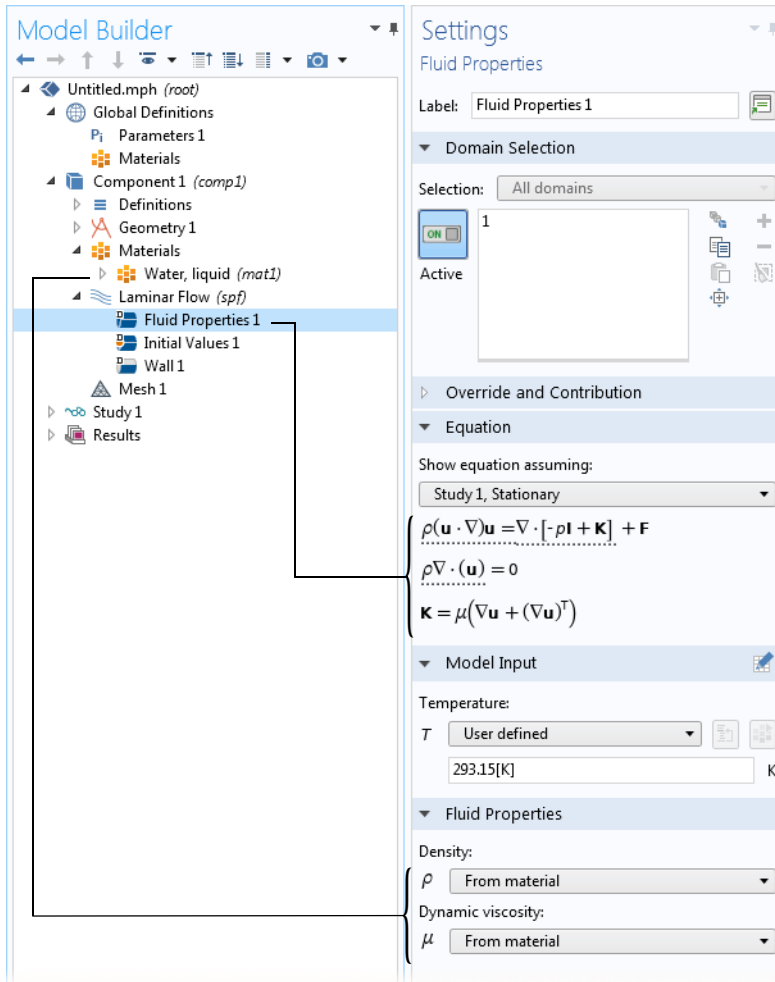 Model Builder
Untitled.mph (root)
Global Definitions
Pi Parameters 1
Materials
Component 1 (comp1)
Definitions
Geometry 1
Materials
Water, liquid (mat1)
Laminar Flow (spf)
Fluid Properties 1
Initial Values 1
Wall 1
Mesh 1
Study 1
Results
Settings
Fluid Properties
Label: Fluid Properties 1
Domain Selection
Selection: All domains
ON
Active
1
Override and Contribution
Equation
Show equation assuming:
Study 1, Stationary
ρ(u · ∇)u = ∇ · [-pI + K] + F
ρ∇ · (u) = 0
K = μ(∇u + (∇u)ᵀ)
Model Input
Temperature:
T User defined
293.15[K] K
Fluid Properties
Density:
ρ From material
Dynamic viscosity:
μ From material